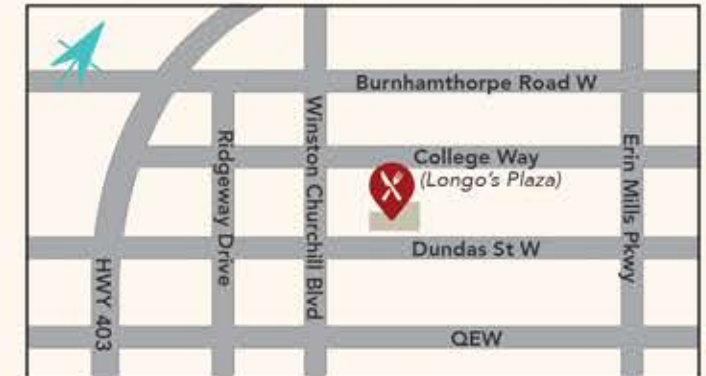 Burnhamthorpe Road W
Winston Churchill Blvd
Ridgeway Drive
College Way
(Longo's Plaza)
Erin Mills Pkwy
Dundas St W
HWY 403
QEW